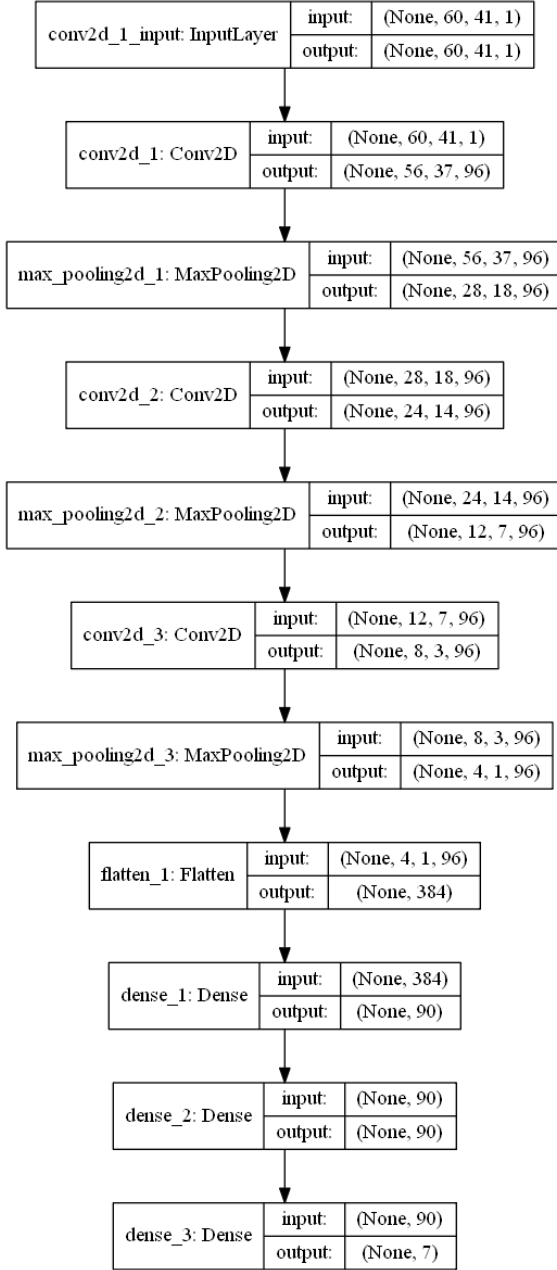 conv2d_1_input: InputLayer
input: (None, 60, 41, 1)
output: (None, 60, 41, 1)
conv2d_1: Conv2D
input: (None, 60, 41, 1)
output: (None, 56, 37, 96)
max_pooling2d_1: MaxPooling2D
input: (None, 56, 37, 96)
output: (None, 28, 18, 96)
conv2d_2: Conv2D
input: (None, 28, 18, 96)
output: (None, 24, 14, 96)
max_pooling2d_2: MaxPooling2D
input: (None, 24, 14, 96)
output: (None, 12, 7, 96)
conv2d_3: Conv2D
input: (None, 12, 7, 96)
output: (None, 8, 3, 96)
max_pooling2d_3: MaxPooling2D
input: (None, 8, 3, 96)
output: (None, 4, 1, 96)
flatten_1: Flatten
input: (None, 4, 1, 96)
output: (None, 384)
dense_1: Dense
input: (None, 384)
output: (None, 90)
dense_2: Dense
input: (None, 90)
output: (None, 90)
dense_3: Dense
input: (None, 90)
output: (None, 7)